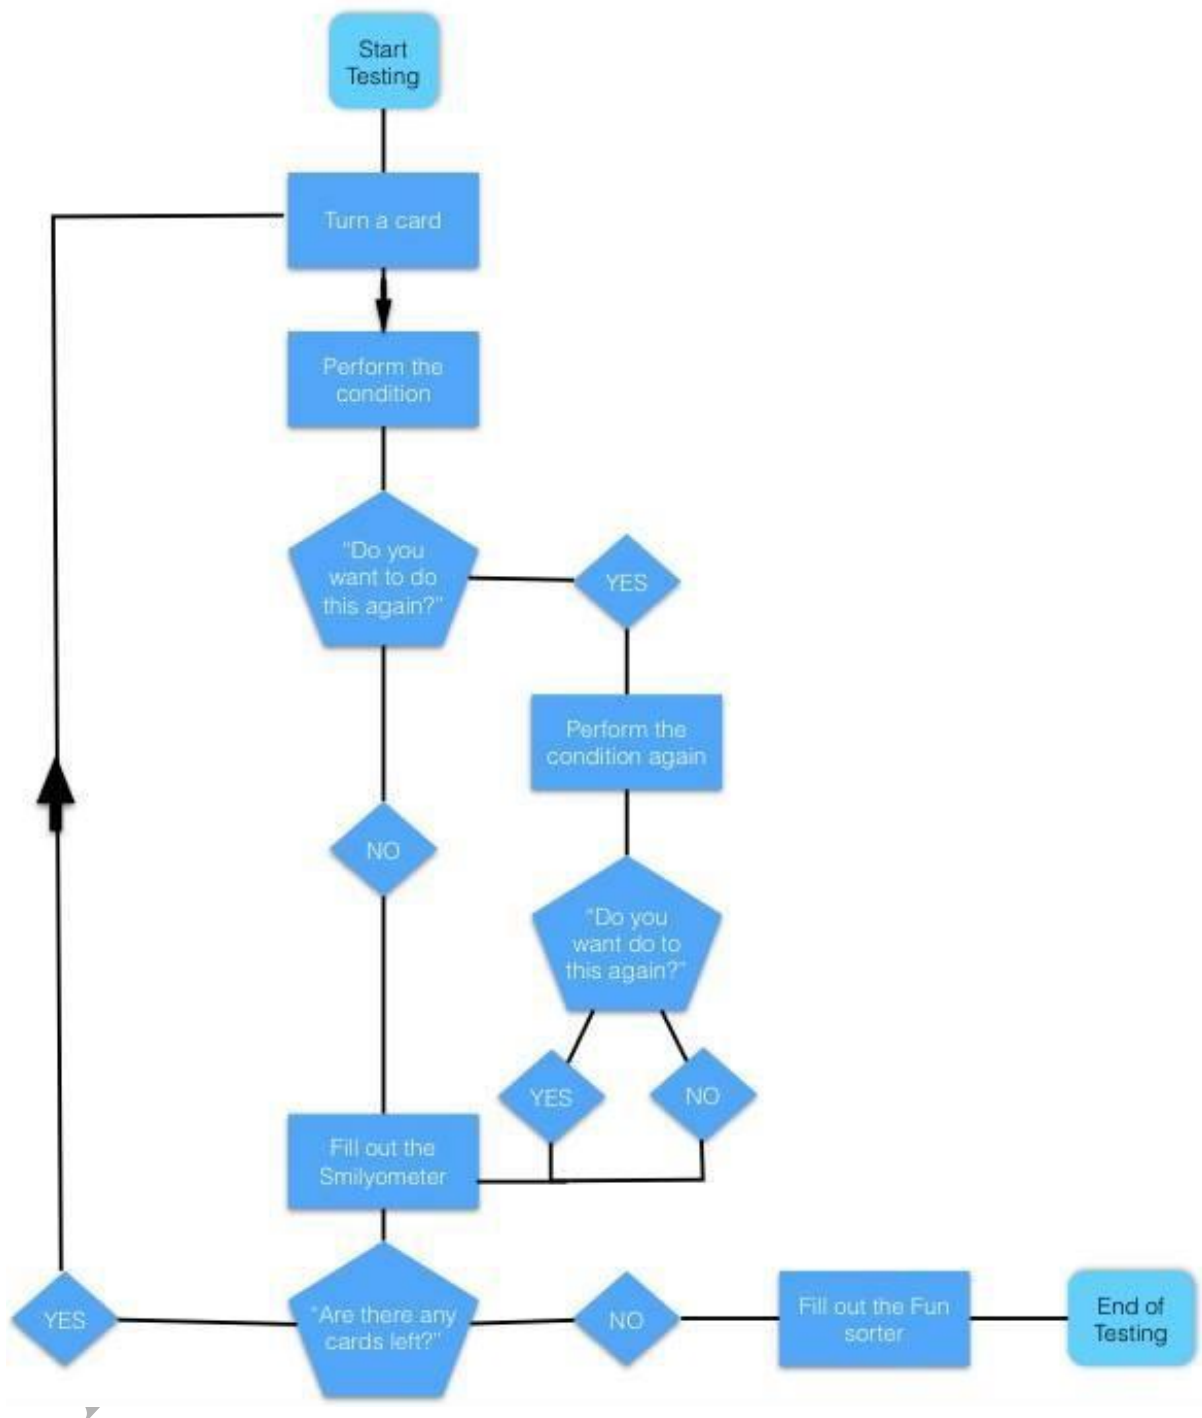 Start
Testing
Turn a card
Perform the
condition
"Do you
want to do
this again?"
YES
Perform the
condition again
NO
"Do you
want do to
this again?"
YES
NO
Fill out the
Smilyometer
YES
"Are there any
cards left?"
NO
Fill out the Fun
sorter
End of
Testing